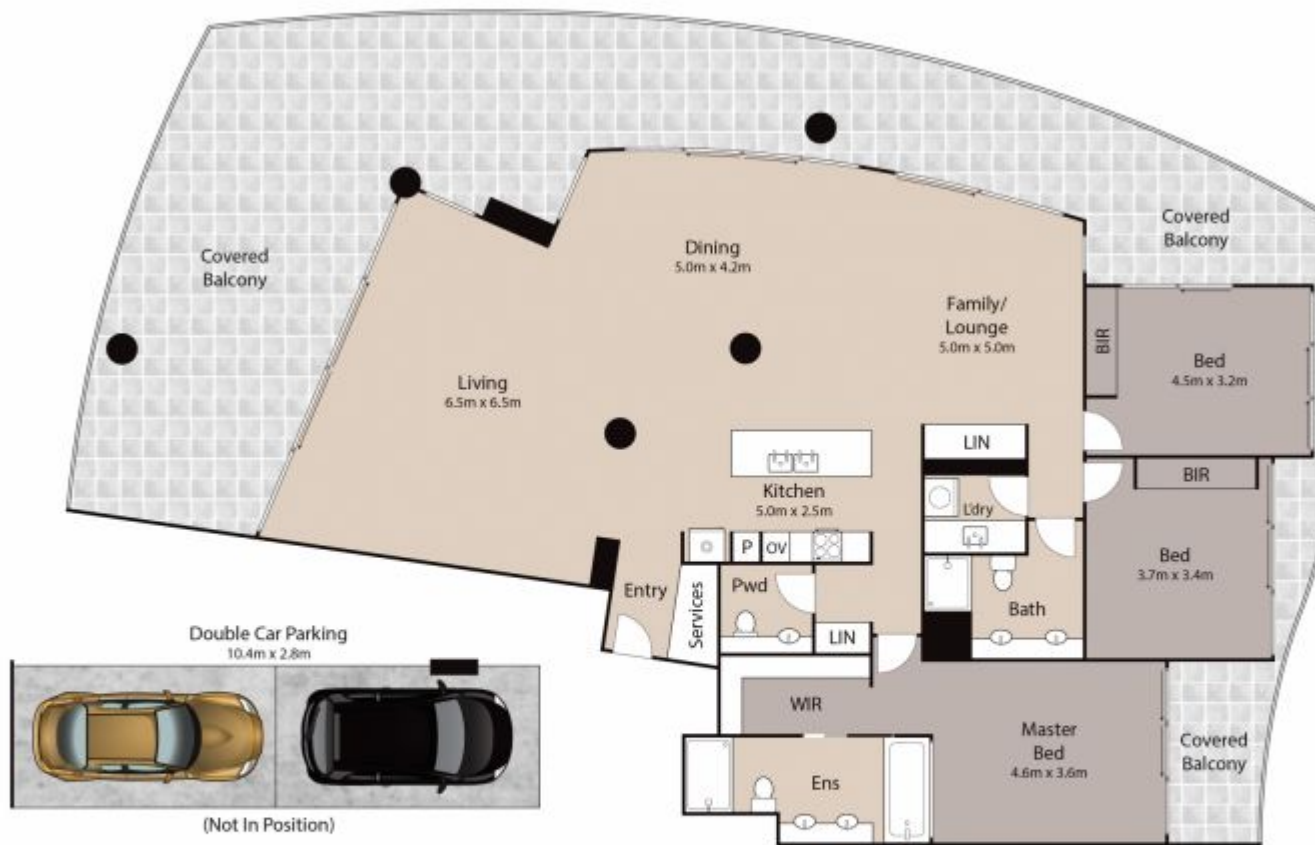 Covered
Balcony
Dining
5.0m x 4.2m
Covered
Balcony
Family/
Lounge
5.0m x 5.0m
BIR
Bed
4.5m x 3.2m
Living
6.5m x 6.5m
LIN
Kitchen
5.0m x 2.5m
L'dry
BIR
P
OV
Bed
3.7m x 3.4m
Entry
Services
Pwd
LIN
Bath
Double Car Parking
10.4m x 2.8m
(Not In Position)
WIR
Master
Bed
4.6m x 3.6m
Ens
Covered
Balcony